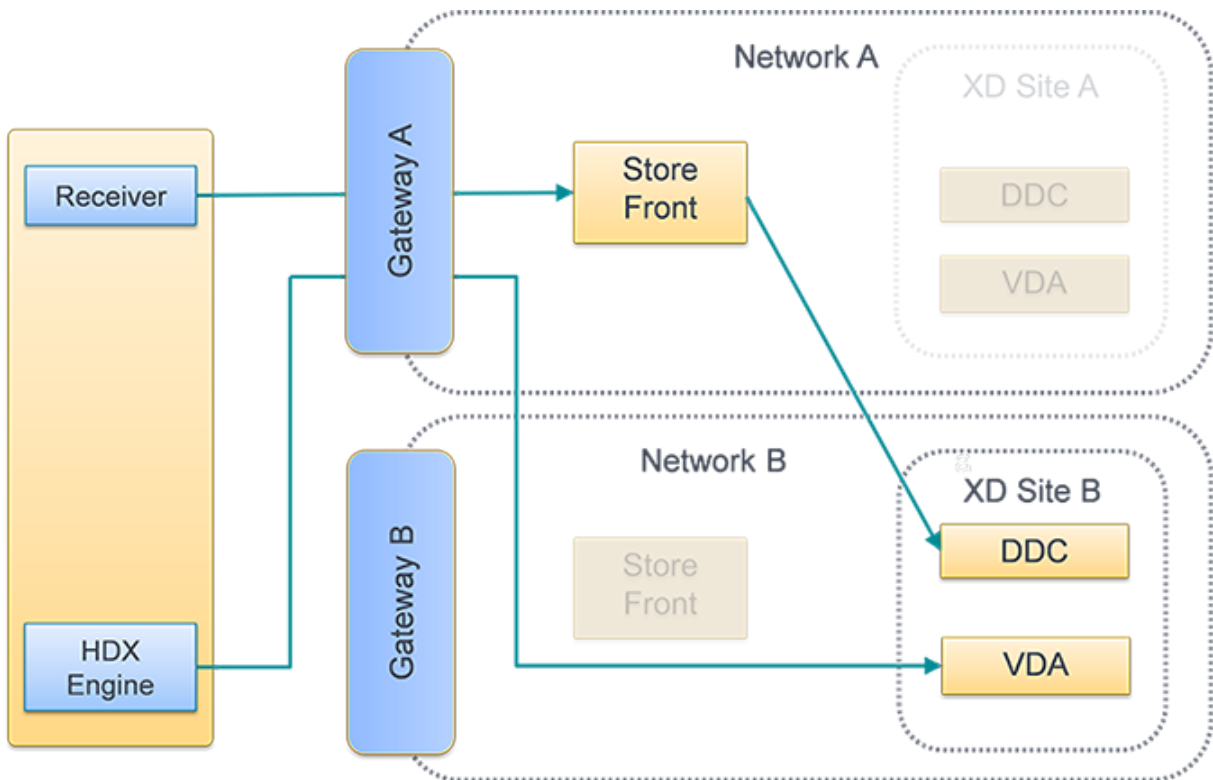 Network A
XD Site A
Receiver
Gateway A
Store
Front
DDC
VDA
Network B
XD Site B
Gateway B
Store
Front
DDC
HDX
Engine
VDA